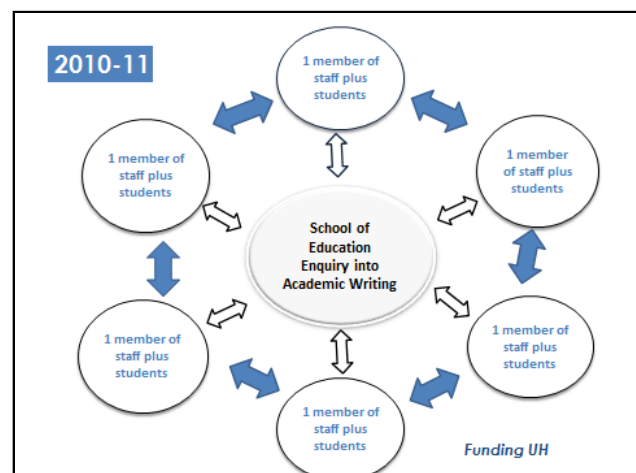 2010-11
1 member of
staff plus
students
1 member of
staff plus
students
1 member
of staff plus
students
School of
Education
Enquiry into
Academic Writing
1 member of
staff plus
students
1 member of
staff plus
students
1 member of
staff plus
students
Funding UH